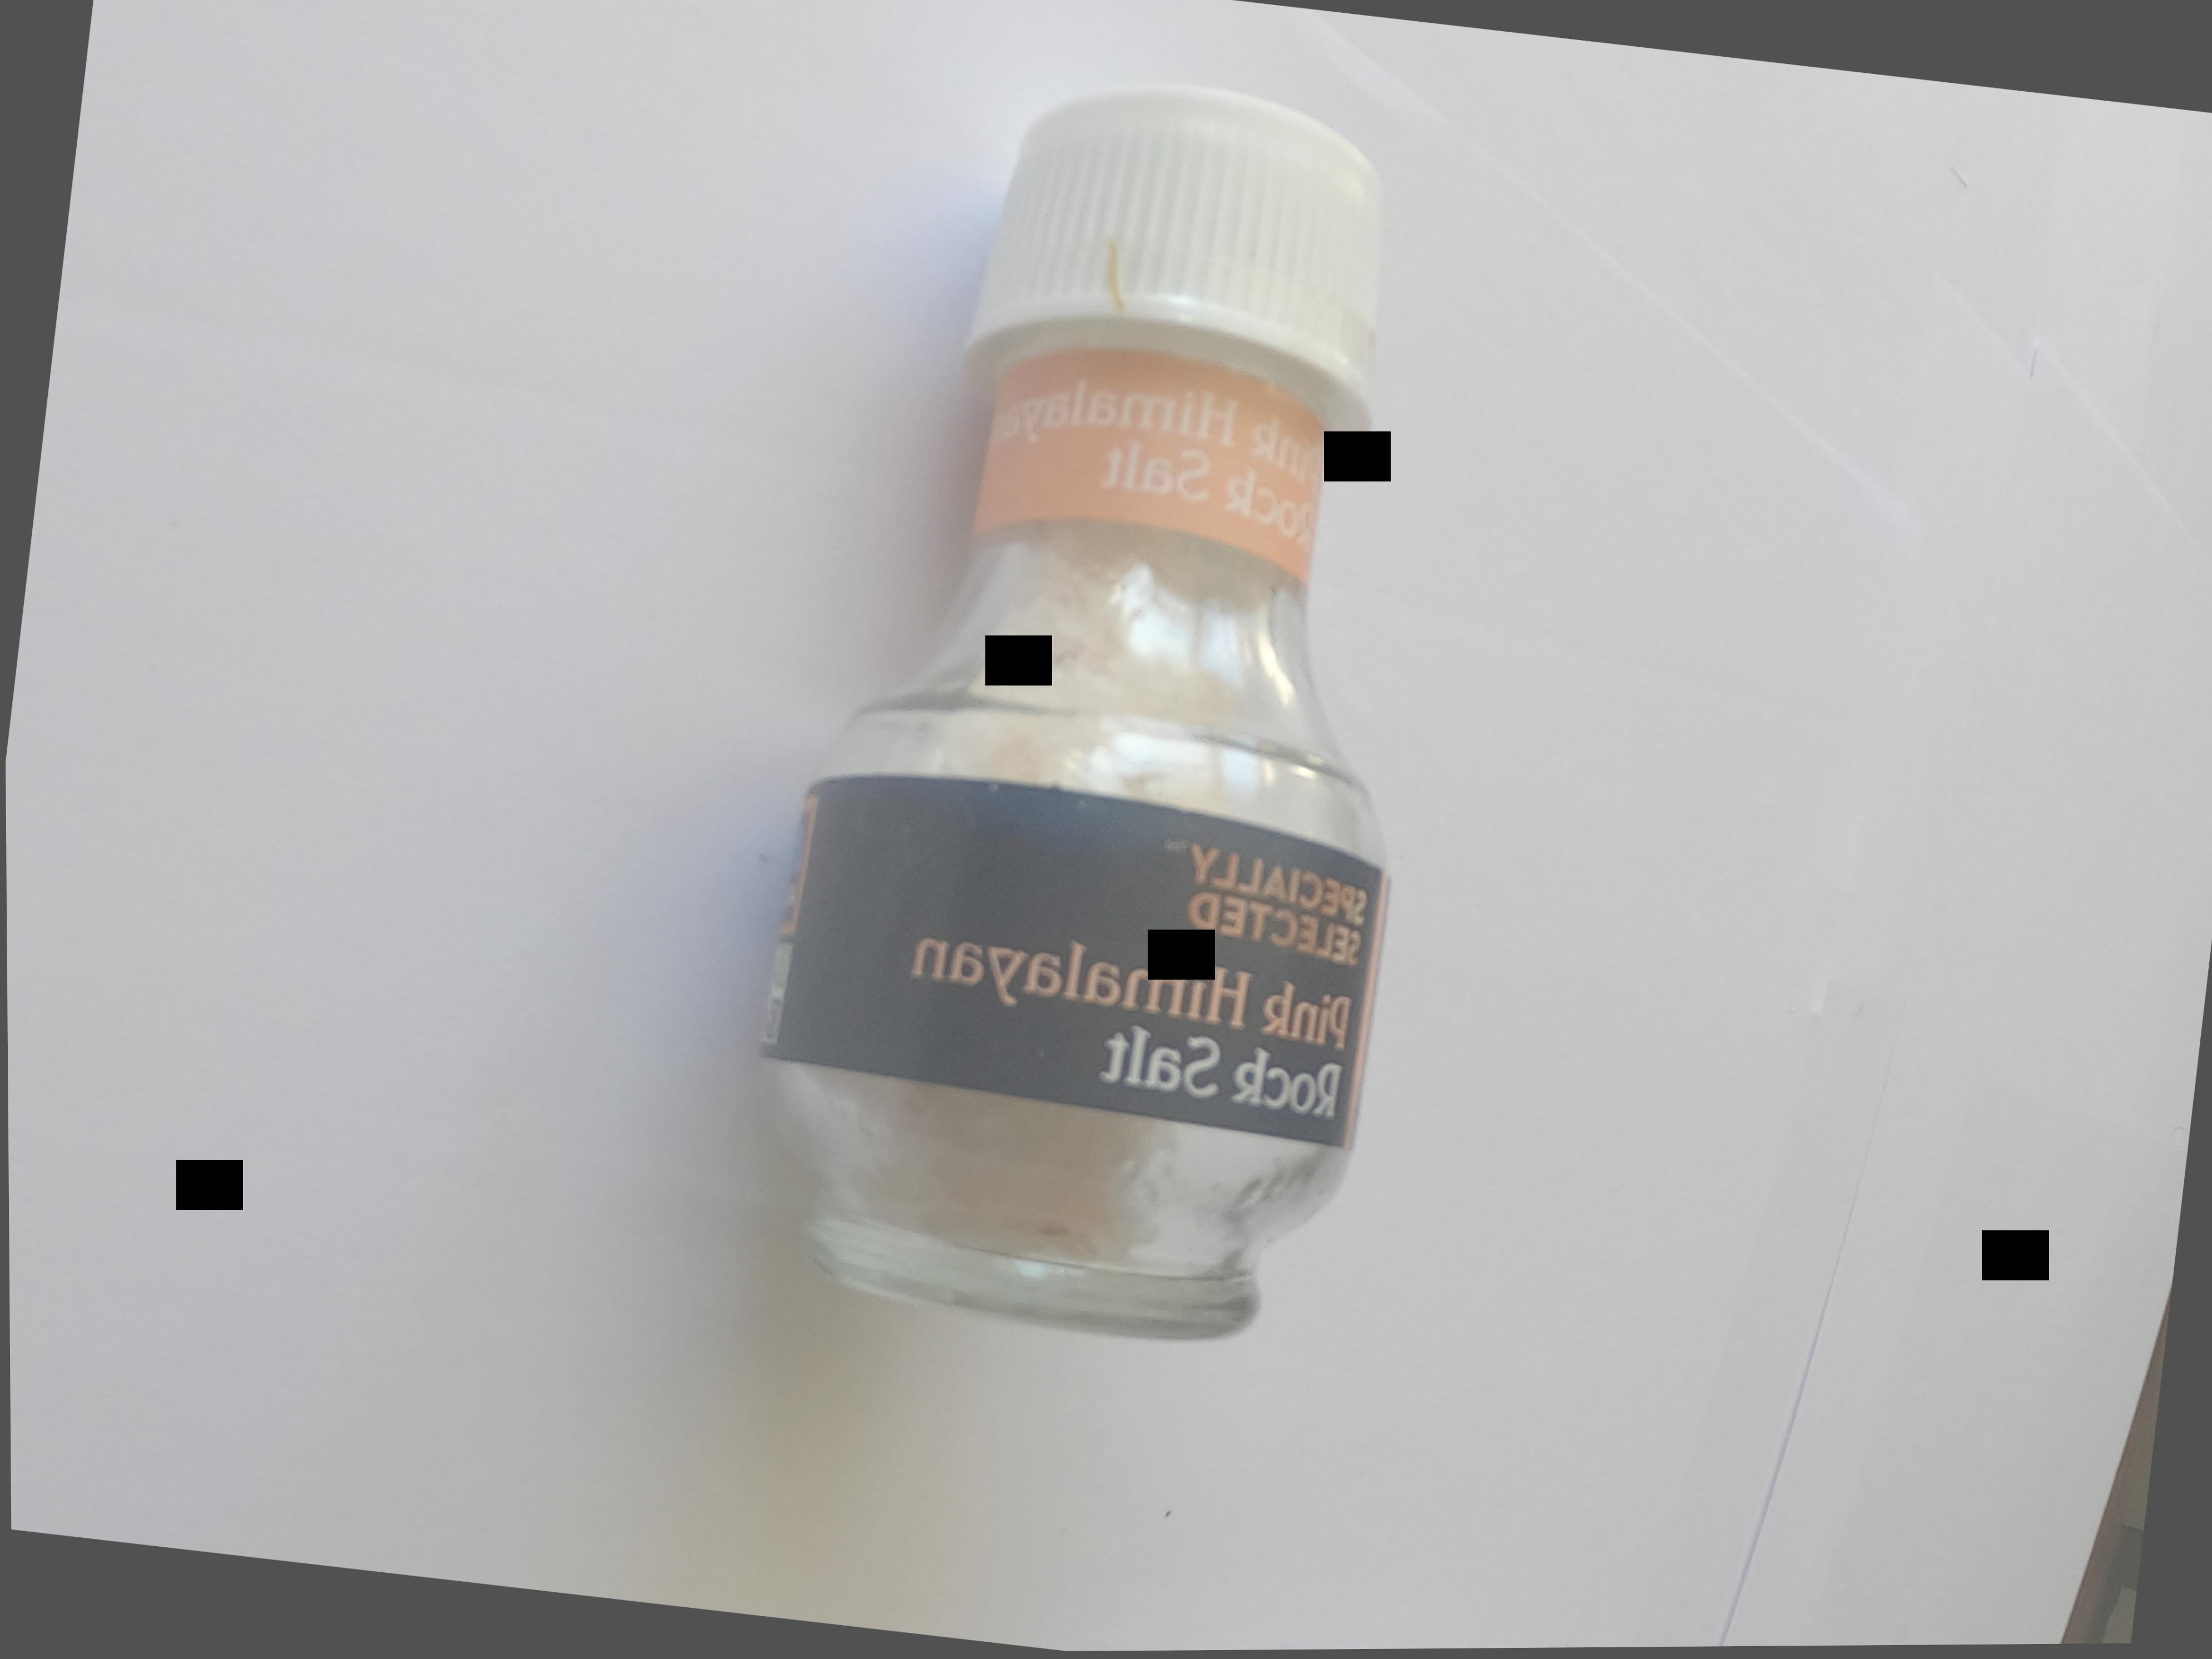 Pink Himalayan
Rock Salt
SPECIALLY
SELECTED
Pink Himalayan
Rock Salt